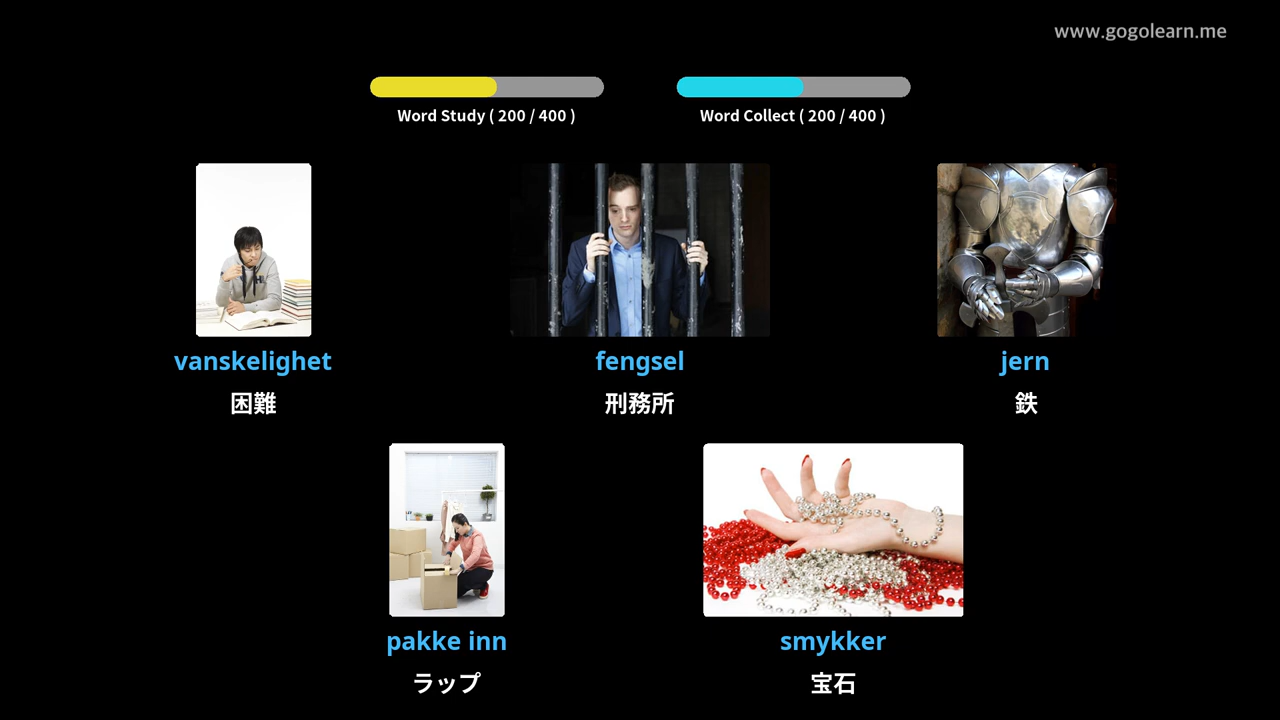 www.gogolearn.me
Word Study ( 200 / 400 )
Word Collect ( 200 / 400 )
vanskelighet
困難
fengsel
刑務所
jern
鉄
pakke inn
ラップ
smykker
宝石